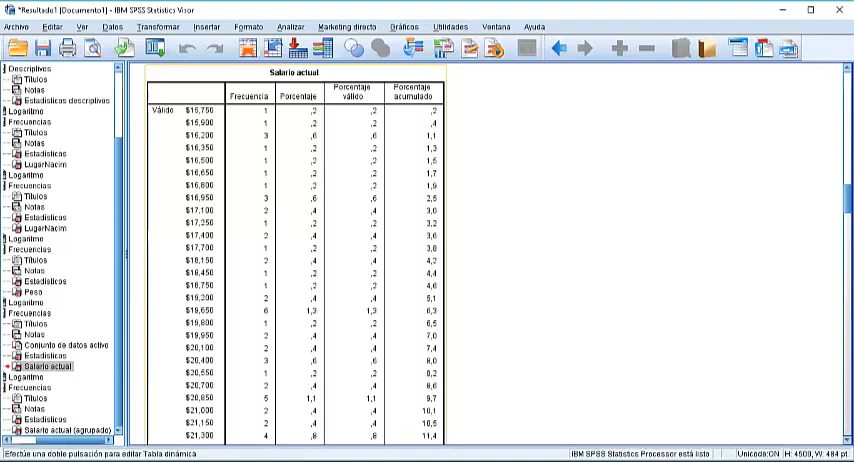 *Resultado1 [Documento1] - IBM SPSS Statistics Visor
Archivo Editar Ver Datos Transformar Insertar Formato Analizar Marketing directo Gráficos Utilidades Ventana Ayuda
Descriptivos
Títulos
Notas
Estadísticos descriptivos
Logaritmo
Frecuencias
Títulos
Notas
Estadísticos
LugarNacim
Logaritmo
Frecuencias
Títulos
Notas
Estadísticos
LugarNacim
Logaritmo
Frecuencias
Títulos
Notas
Estadísticos
Peso
Logaritmo
Frecuencias
Títulos
Notas
Conjunto de datos activo
Estadísticos
Salario actual
Logaritmo
Frecuencias
Títulos
Notas
Estadísticos
Salario actual (agrupado)
Salario actual
Frecuencia Porcentaje Porcentaje válido Porcentaje acumulado
Válido $15,750 1 ,2 ,2 ,2
$15,900 1 ,2 ,2 ,4
$16,200 3 ,6 ,6 1,1
$16,350 1 ,2 ,2 1,3
$16,500 1 ,2 ,2 1,5
$16,650 1 ,2 ,2 1,7
$16,800 1 ,2 ,2 1,9
$16,950 3 ,6 ,6 2,5
$17,100 2 ,4 ,4 3,0
$17,250 1 ,2 ,2 3,2
$17,400 2 ,4 ,4 3,6
$17,700 1 ,2 ,2 3,8
$18,150 2 ,4 ,4 4,2
$18,450 1 ,2 ,2 4,4
$18,750 1 ,2 ,2 4,6
$19,200 2 ,4 ,4 5,1
$19,650 6 1,3 1,3 6,3
$19,800 1 ,2 ,2 6,5
$19,950 2 ,4 ,4 7,0
$20,100 2 ,4 ,4 7,4
$20,400 3 ,6 ,6 8,0
$20,550 1 ,2 ,2 8,2
$20,700 2 ,4 ,4 8,6
$20,850 5 1,1 1,1 9,7
$21,000 2 ,4 ,4 10,1
$21,150 2 ,4 ,4 10,5
$21,300 4 ,8 ,8 11,4
Efectúe una doble pulsación para editar Tabla dinámica IBM SPSS Statistics Processor está listo Unicode:ON H: 4509, W: 484 pt